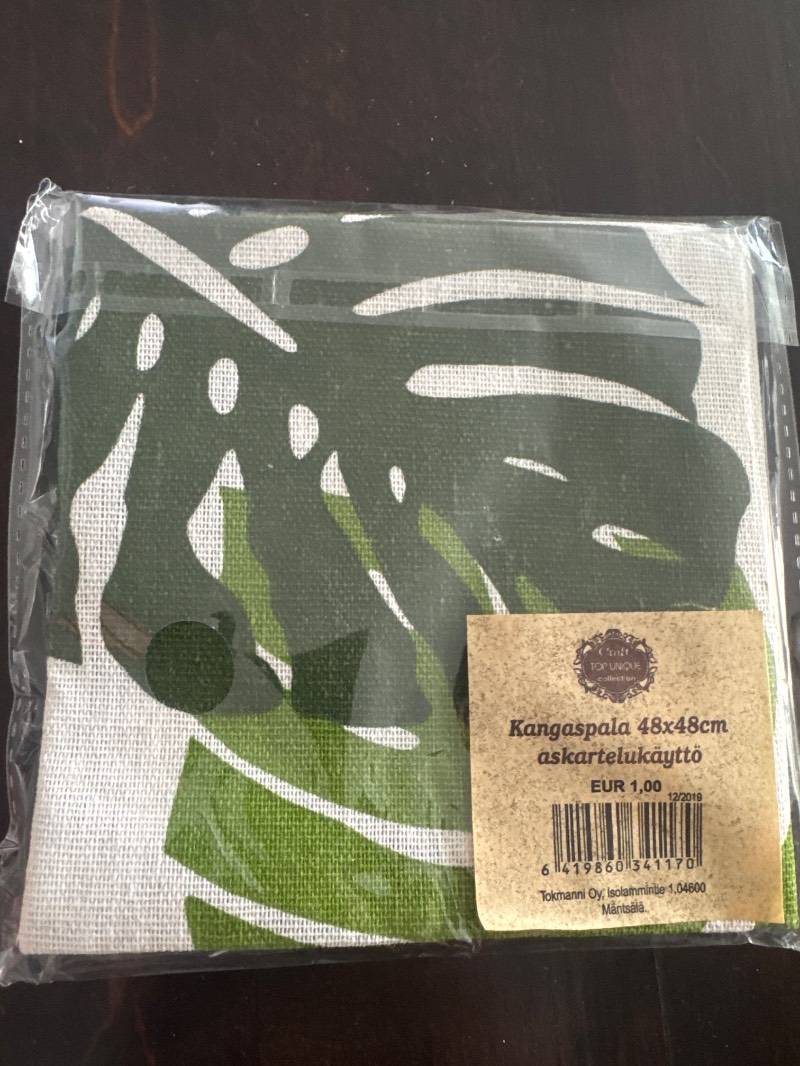 Craft
TOP UNIQUE
collection
Kangaspala 48x48cm
askartelukäyttö
EUR 1,00
12/2019
6 419860 341170
Tokmanni Oy, Isolammintie 1,04600
Mäntsälä.